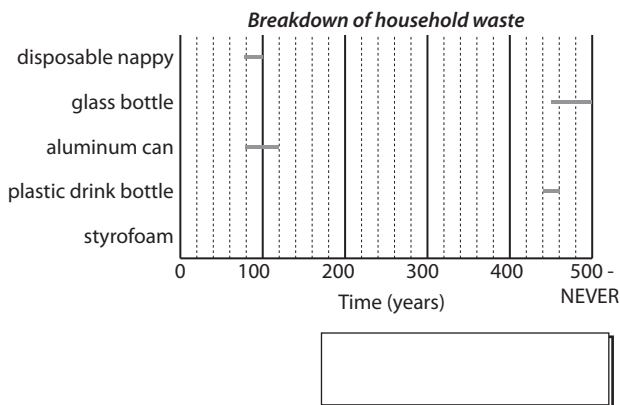 Breakdown of household waste
disposable nappy
glass bottle
aluminum can
plastic drink bottle
styrofoam
0 100 200 300 400 500 -
NEVER
Time (years)